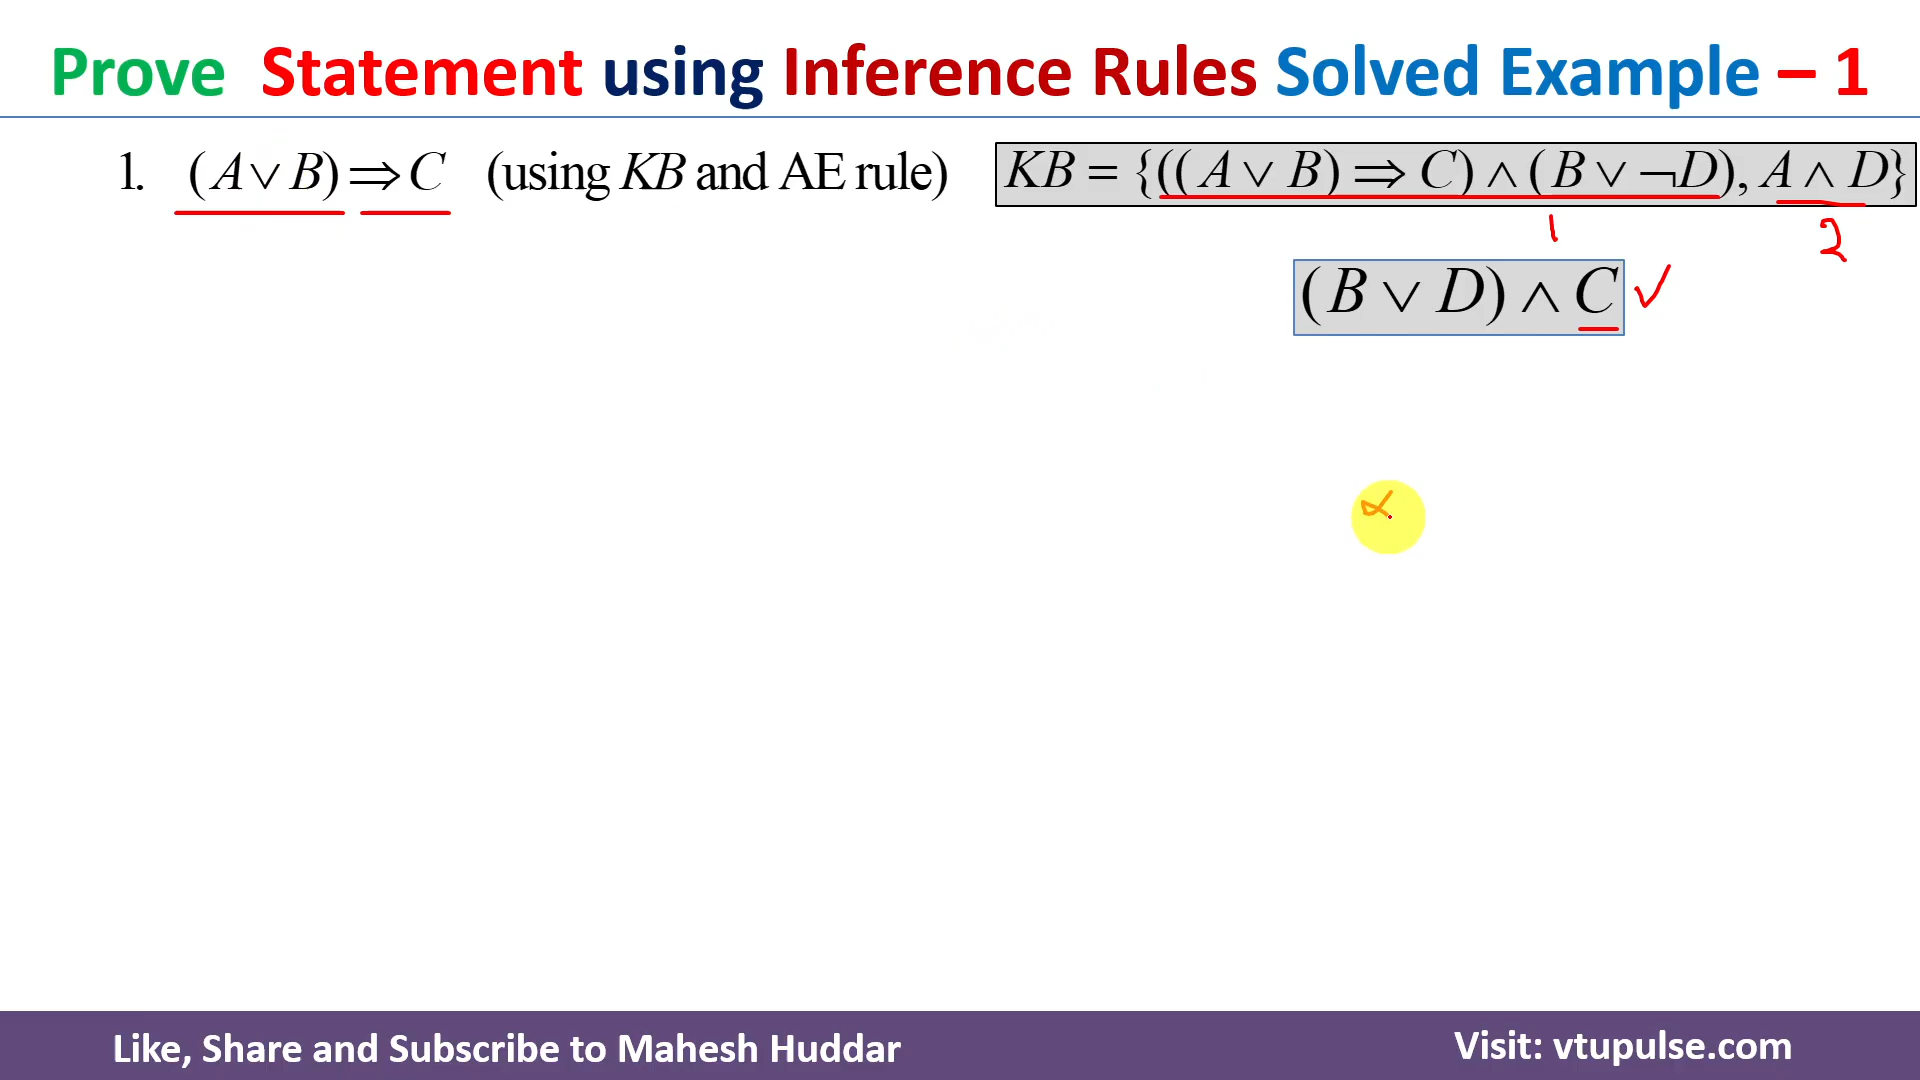 Prove Statement using Inference Rules Solved Example – 1
1. (A ∨ B) ⇒ C (using KB and AE rule) KB = {((A ∨ B) ⇒ C) ∧ (B ∨ ¬D), A ∧ D}
1 2
(B ∨ D) ∧ C ✓
α
Like, Share and Subscribe to Mahesh Huddar Visit: vtupulse.com